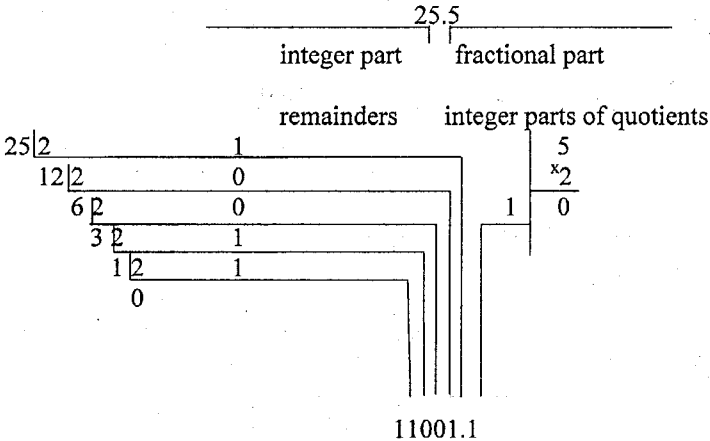 25.5
integer part fractional part
remainders integer parts of quotients
25 2 1 5
12 2 0 x2
6 2 0 1 0
3 2 1
1 2 1
0
11001.1